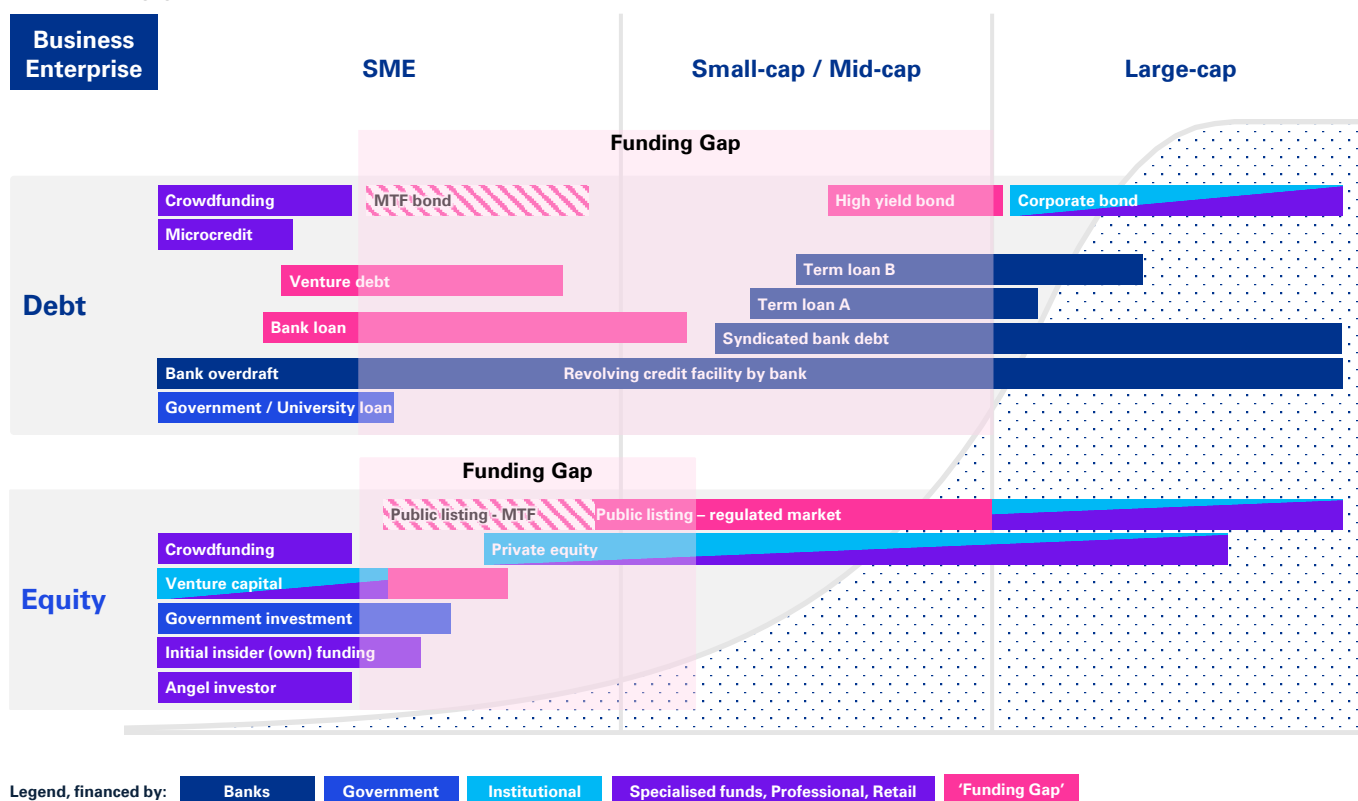 Business
Enterprise
SME
Small-cap / Mid-cap
Large-cap
Funding Gap
Debt
Crowdfunding
MTF bond
High yield bond
Corporate bond
Microcredit
Term loan B
Venture debt
Term loan A
Bank loan
Syndicated bank debt
Bank overdraft
Revolving credit facility by bank
Government / University loan
Funding Gap
Equity
Public listing - MTF
Public listing – regulated market
Crowdfunding
Private equity
Venture capital
Government investment
Initial insider (own) funding
Angel investor
Legend, financed by:
Banks
Government
Institutional
Specialised funds, Professional, Retail
'Funding Gap'